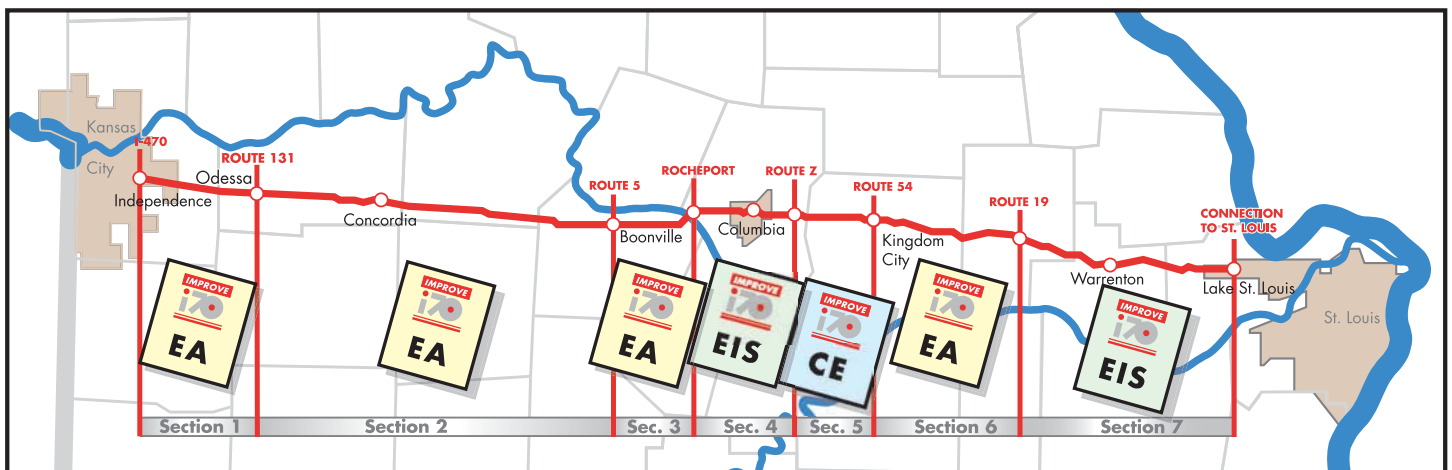 Kansas
City
I-470
Independence
Odessa
ROUTE 131
Concordia
ROUTE 5
Boonville
ROCHEPORT
Columbia
ROUTE Z
ROUTE 54
Kingdom
City
ROUTE 19
Warrenton
CONNECTION
TO ST. LOUIS
Lake St. Louis
St. Louis
IMPROVE
i70
EA
IMPROVE
i70
EA
IMPROVE
i70
EA
IMPROVE
i70
EIS
IMPROVE
i70
CE
IMPROVE
i70
EA
IMPROVE
i70
EIS
Section 1
Section 2
Sec. 3
Sec. 4
Sec. 5
Section 6
Section 7